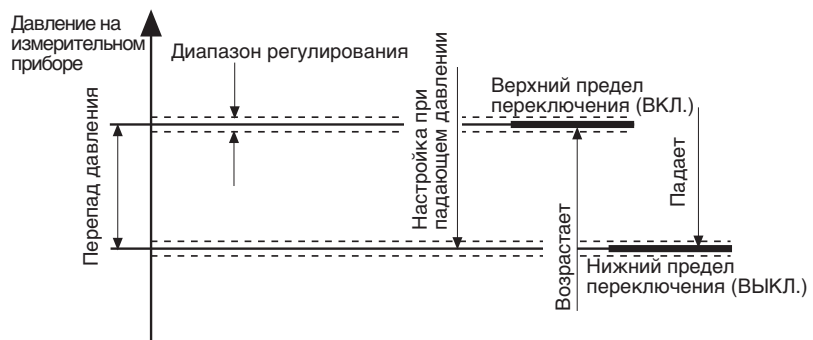 Давление на
измерительном
приборе
Диапазон регулирования
Перепад давления
Настройка при
падающем давлении
Верхний предел
переключения (ВКЛ.)
Возрастает
Падает
Нижний предел
переключения (ВЫКЛ.)